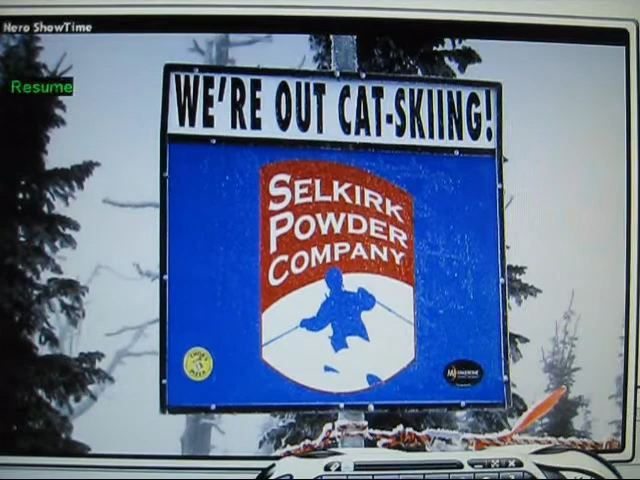 Nero ShowTime
Resume
WE'RE OUT CAT-SKIING!
SELKIRK
POWDER
COMPANY